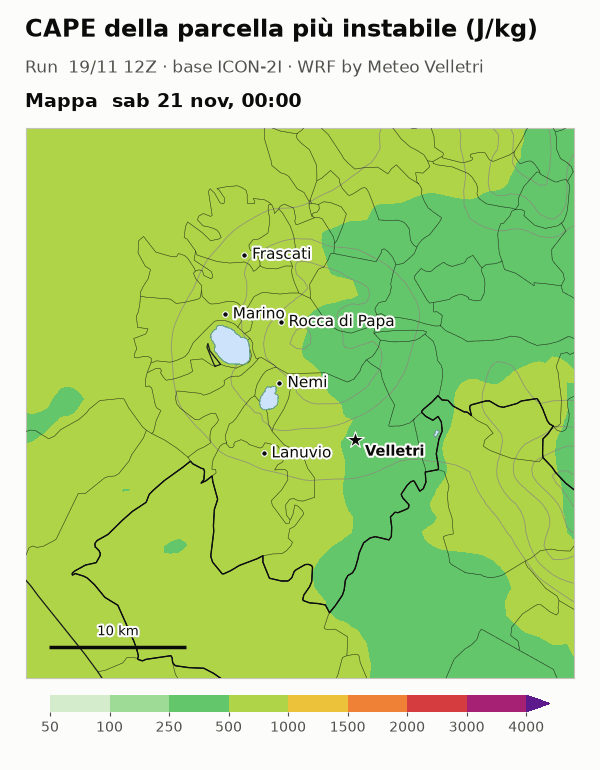 CAPE della parcella più instabile (J/kg)
Run  19/11 12Z · base ICON-2I · WRF by Meteo Velletri
Mappa  sab 21 nov, 00:00
Frascati
Marino
Rocca di Papa
Nemi
Velletri
Lanuvio
10 km
50 100 250 500 1000 1500 2000 3000 4000